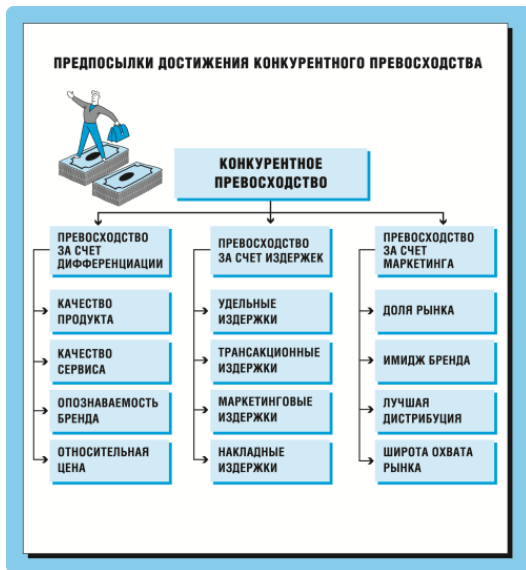 ПРЕДПОСЫЛКИ ДОСТИЖЕНИЯ КОНКУРЕНТНОГО ПРЕВОСХОДСТВА
КОНКУРЕНТНОЕ
ПРЕВОСХОДСТВО
ПРЕВОСХОДСТВО
ЗА СЧЕТ
ДИФФЕРЕНЦИАЦИИ
КАЧЕСТВО
ПРОДУКТА
КАЧЕСТВО
СЕРВИСА
ОПОЗНАВАЕМОСТЬ
БРЕНДА
ОТНОСИТЕЛЬНАЯ
ЦЕНА
ПРЕВОСХОДСТВО
ЗА СЧЕТ ИЗДЕРЖЕК
УДЕЛЬНЫЕ
ИЗДЕРЖКИ
ТРАНСАКЦИОННЫЕ
ИЗДЕРЖКИ
МАРКЕТИНГОВЫЕ
ИЗДЕРЖКИ
НАКЛАДНЫЕ
ИЗДЕРЖКИ
ПРЕВОСХОДСТВО
ЗА СЧЕТ
МАРКЕТИНГА
ДОЛЯ РЫНКА
ИМИДЖ БРЕНДА
ЛУЧШАЯ
ДИСТРИБУЦИЯ
ШИРОТА ОХВАТА
РЫНКА